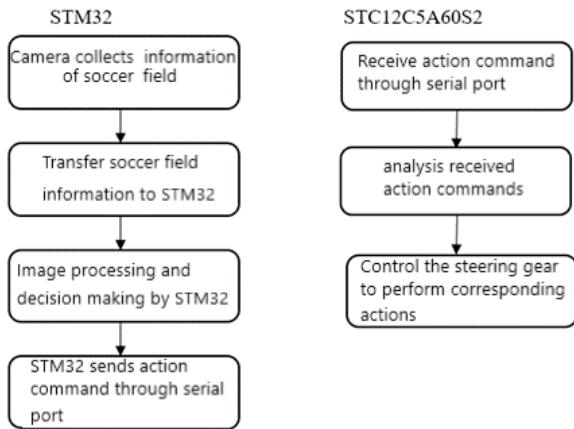 STM32
Camera collects information
of soccer field
Transfer soccer field
information to STM32
Image processing and
decision making by STM32
STM32 sends action
command through serial
port
STC12C5A60S2
Receive action command
through serial port
analysis received
action commands
Control the steering gear
to perform corresponding
actions